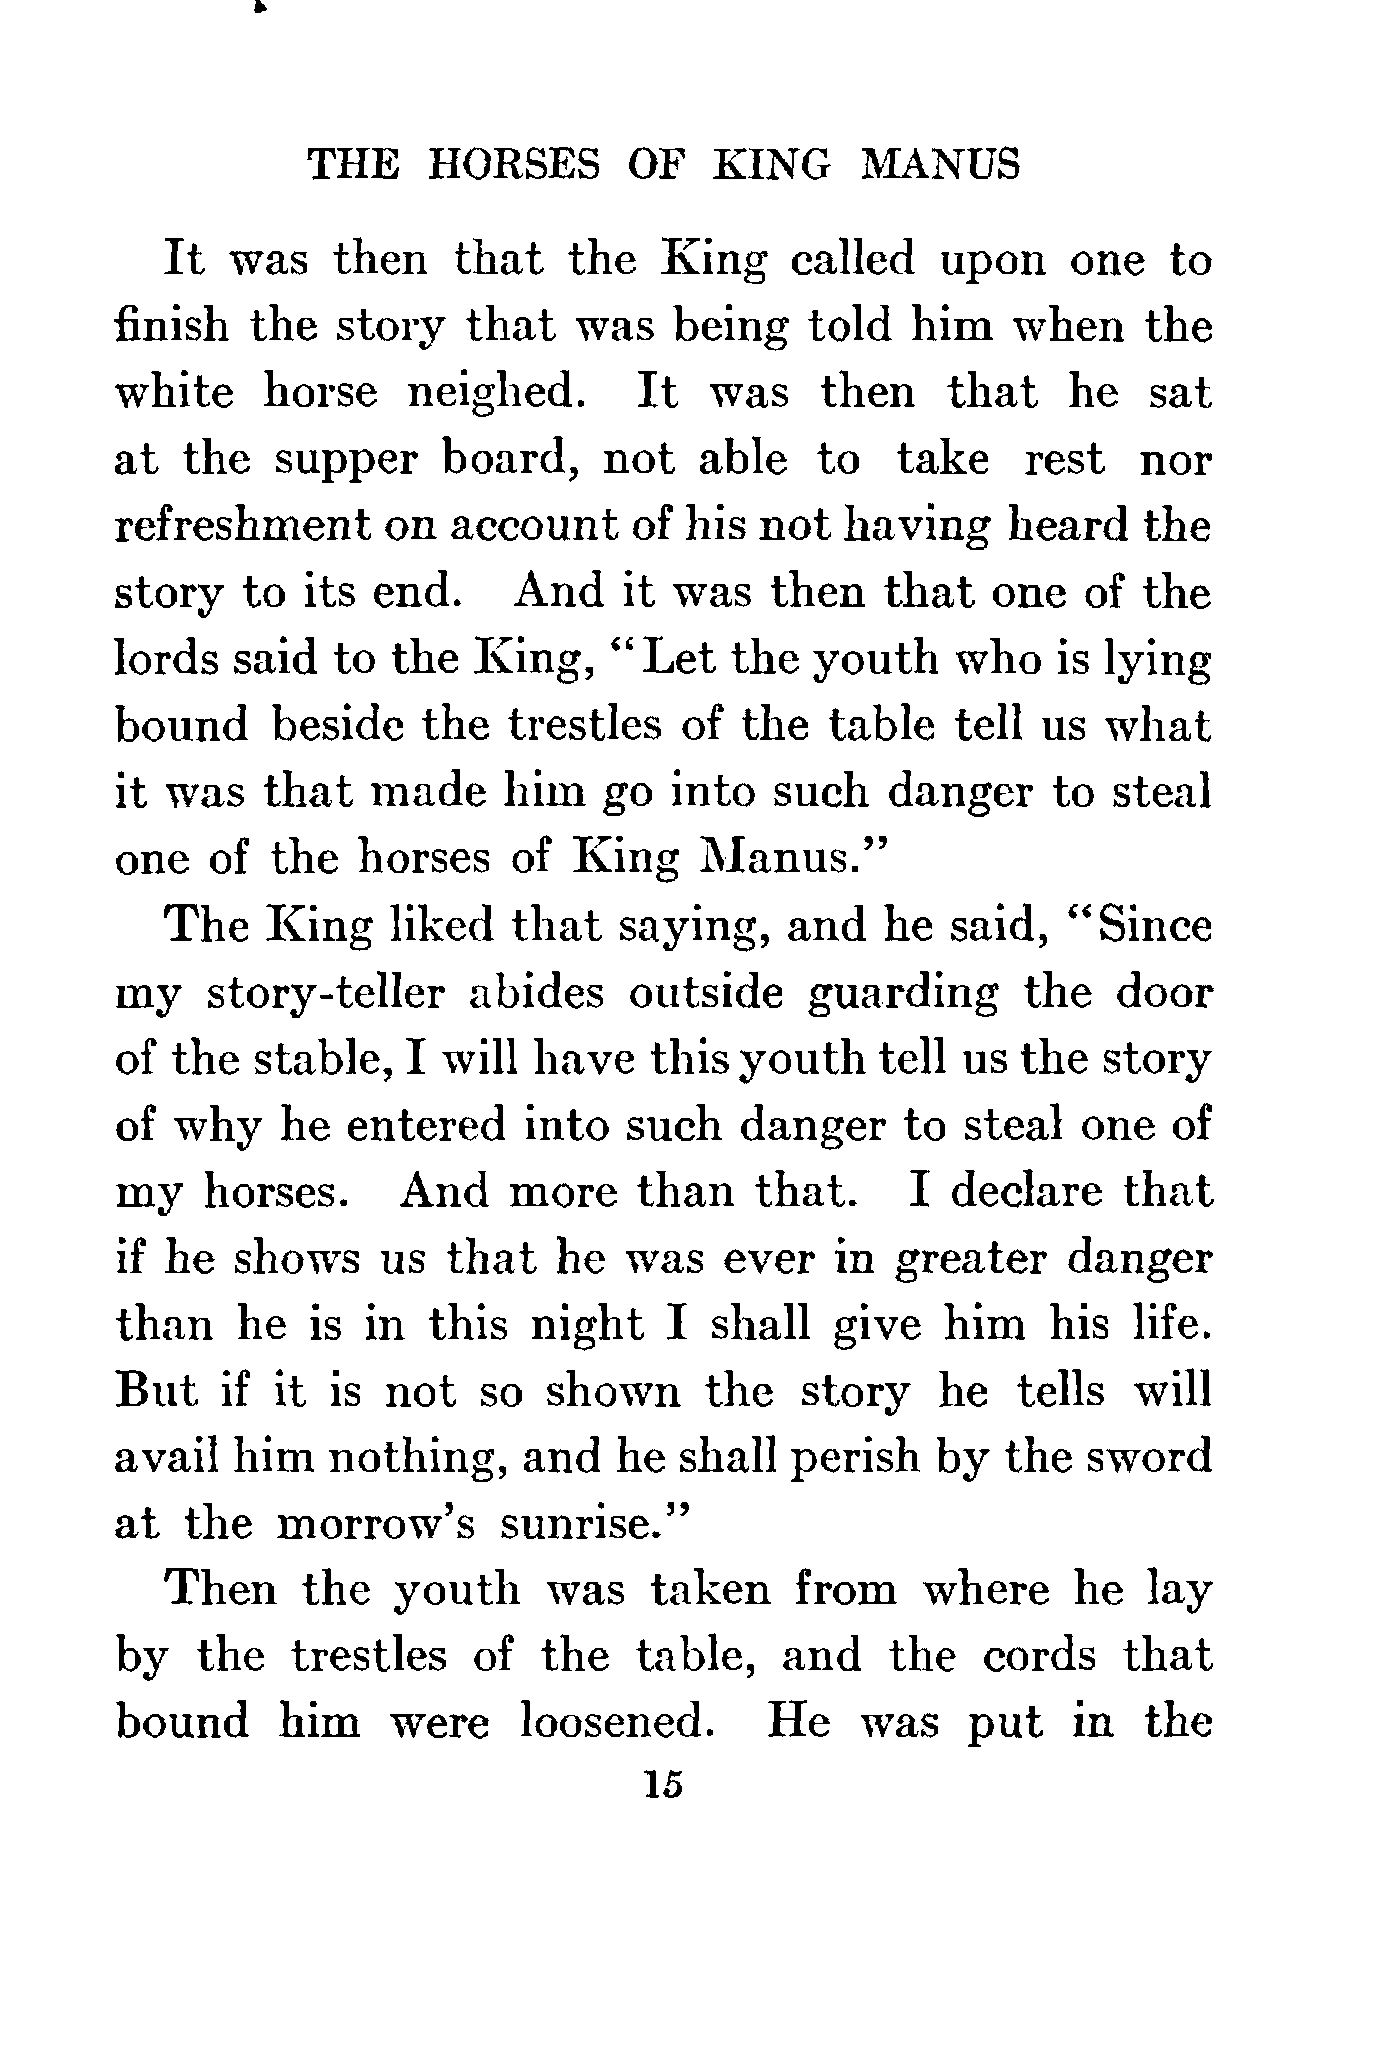 THE HORSES OF KING MANUS
It was then that the King called upon one to
finish the story that was being told him when the
white horse neighed. It was then that he sat
at the supper board, not able to take rest nor
refreshment on account of his not having heard the
story to its end. And it was then that one of the
lords said to the King, “Let the youth who is lying
bound beside the trestles of the table tell us what
it was that made him go into such danger to steal
one of the horses of King Manus.”
The King liked that saying, and he said, “Since
my story-teller abides outside guarding the door
of the stable, I will have this youth tell us the story
of why he entered into such danger to steal one of
my horses. And more than that. I declare that
if he shows us that he was ever in greater danger
than he is in this night I shall give him his life.
But if it is not so shown the story he tells will
avail him nothing, and he shall perish by the sword
at the morrow’s sunrise.”
Then the youth was taken from where he lay
by the trestles of the table, and the cords that
bound him were loosened. He was put in the
15